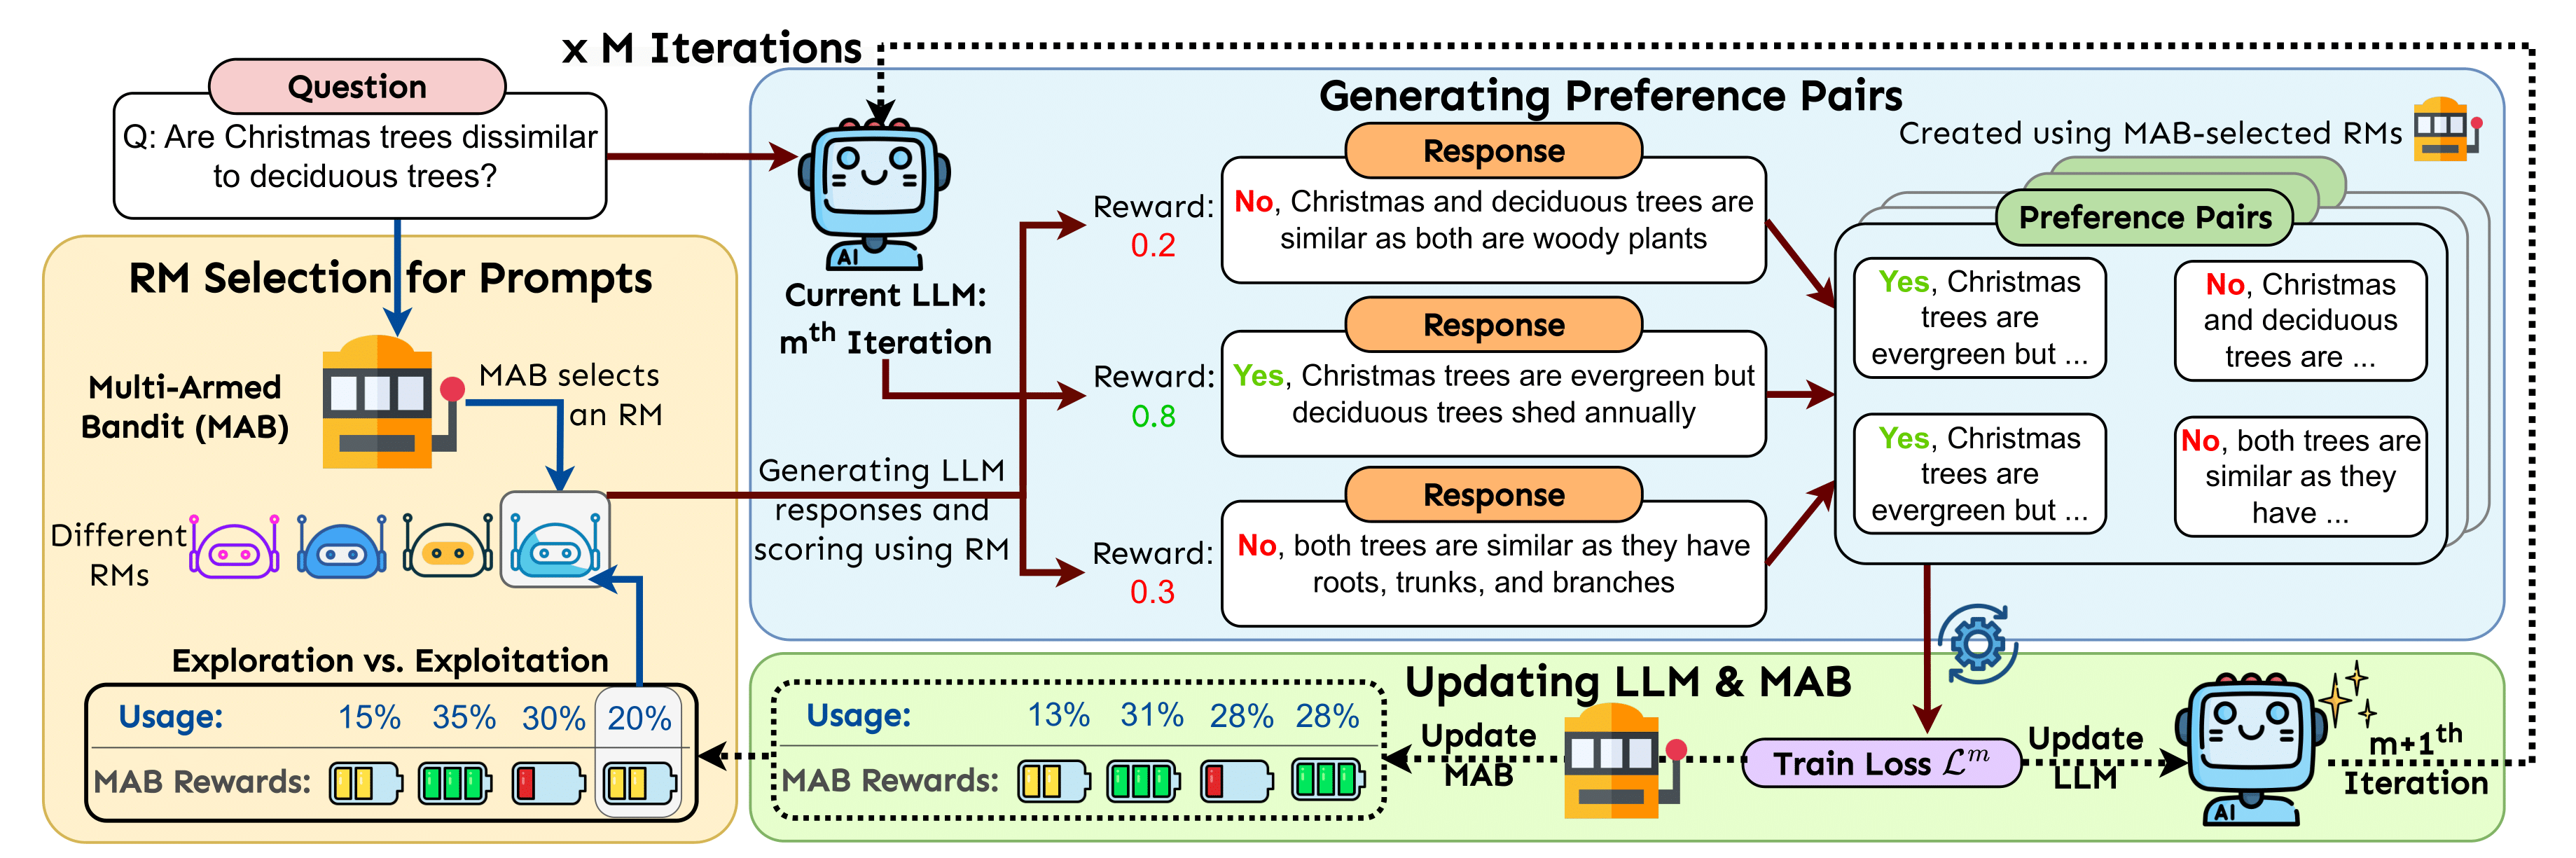 x M Iterations
Question
Q: Are Christmas trees dissimilar
to deciduous trees?
RM Selection for Prompts
Multi-Armed
Bandit (MAB)
MAB selects
an RM
Different
RMs
Exploration vs. Exploitation
Usage: 15% 35% 30% 20%
MAB Rewards:
Generating Preference Pairs
Created using MAB-selected RMs
AI
Current LLM:
mth Iteration
Generating LLM
responses and
scoring using RM
Reward:
0.2
Response
No, Christmas and deciduous trees are
similar as both are woody plants
Reward:
0.8
Response
Yes, Christmas trees are evergreen but
deciduous trees shed annually
Reward:
0.3
Response
No, both trees are similar as they have
roots, trunks, and branches
Preference Pairs
Yes, Christmas
trees are
evergreen but ...
No, Christmas
and deciduous
trees are ...
Yes, Christmas
trees are
evergreen but ...
No, both trees are
similar as they
have ...
Updating LLM & MAB
Usage: 13% 31% 28% 28%
MAB Rewards:
Update
MAB
Train Loss ℒm
Update
LLM
AI
m+1th
Iteration